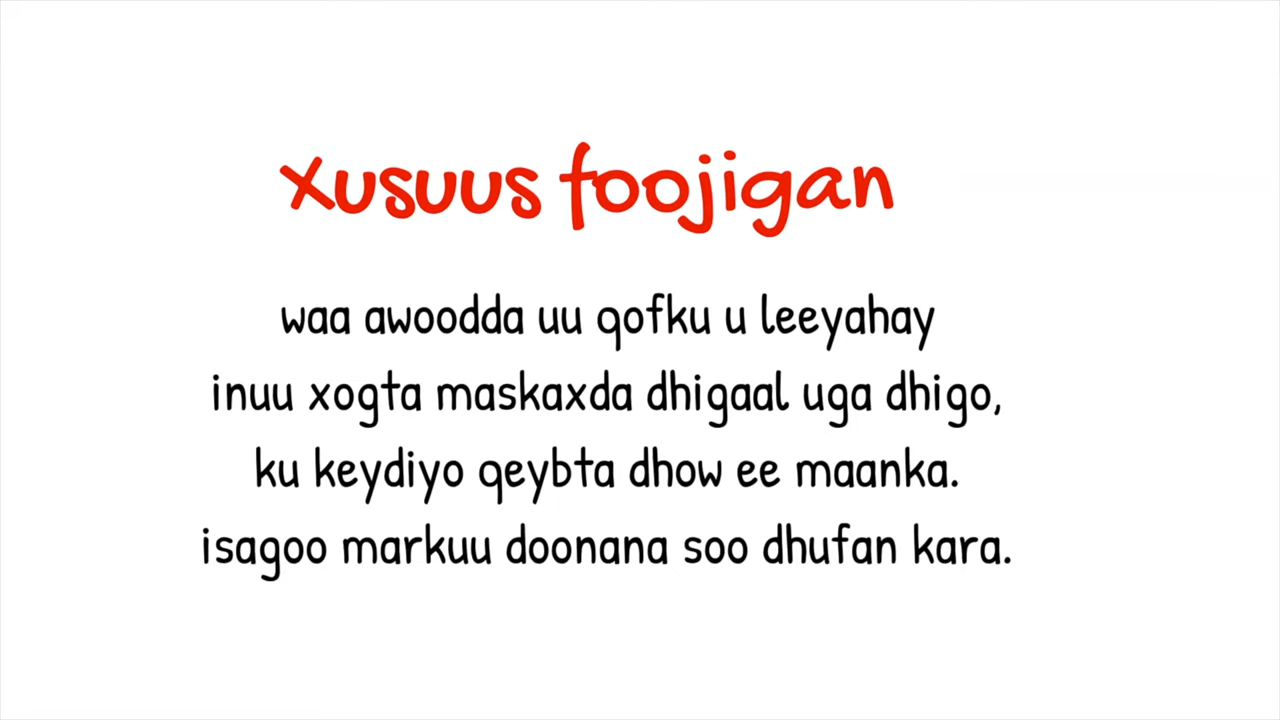 xusuus foojigan
waa awoodda uu qofku u leeyahay
inuu xogta maskaxda dhigaal uga dhigo,
ku keydiyo qeybta dhow ee maanka.
isagoo markuu doonana soo dhufan kara.